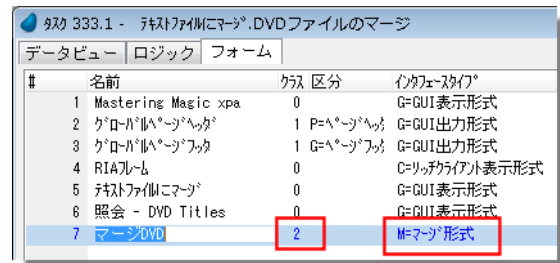 ﾀｽｸ 333.1 - ﾃｷｽﾄﾌｧｲﾙにﾏｰｼﾞ.DVDファイルのマージ
データビュー ロジック フォーム
# 名前 ｸﾗｽ 区分 ｲﾝﾀﾌｪｰｽﾀｲﾌﾟ
1 Mastering Magic xpa 0 G=GUI表示形式
2 ｸﾞﾛｰﾊﾞﾙﾍﾟｰｼﾞﾍｯﾀﾞ 1 P=ﾍﾟｰｼﾞﾍｯﾀﾞ G=GUI出力形式
3 ｸﾞﾛｰﾊﾞﾙﾍﾟｰｼﾞﾌｯﾀ 1 G=ﾍﾟｰｼﾞﾌｯﾀ G=GUI出力形式
4 RIAﾌﾚｰﾑ 0 C=ﾘｯﾁｸﾗｲｱﾝﾄ表示形式
5 ﾃｷｽﾄﾌｧｲﾙにﾏｰｼﾞ 0 G=GUI表示形式
6 照会 - DVD Titles 0 G=GUI表示形式
7 マージDVD 2 M=ﾏｰｼﾞ形式